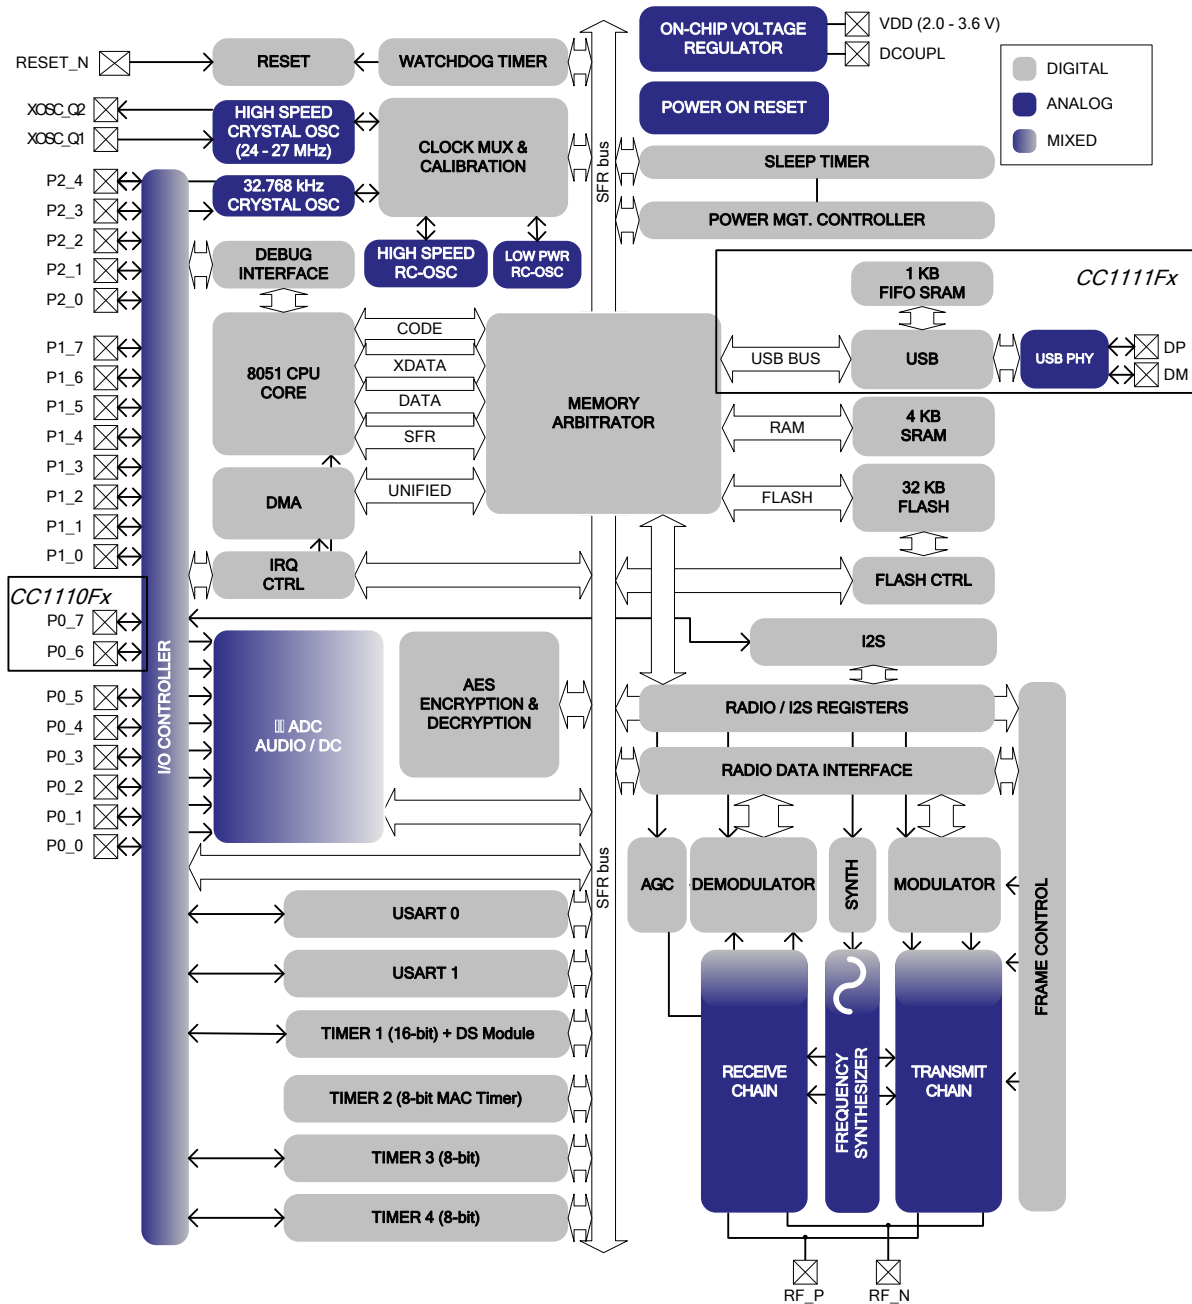 ON-CHIP VOLTAGE
REGULATOR
VDD (2.0 - 3.6 V)
DCOUPL
RESET_N
RESET
WATCHDOG TIMER
DIGITAL
ANALOG
MIXED
XOSC_Q2
XOSC_Q1
HIGH SPEED
CRYSTAL OSC
(24 - 27 MHz)
CLOCK MUX &
CALIBRATION
POWER ON RESET
SFR bus
SLEEP TIMER
POWER MGT. CONTROLLER
P2_4
P2_3
P2_2
P2_1
P2_0
32.768 kHz
CRYSTAL OSC
DEBUG
INTERFACE
HIGH SPEED
RC-OSC
LOW PWR
RC-OSC
1 KB
FIFO SRAM
CC1111Fx
USB BUS
USB
USB PHY
DP
DM
P1_7
P1_6
P1_5
P1_4
P1_3
P1_2
P1_1
P1_0
8051 CPU
CORE
CODE
XDATA
DATA
SFR
UNIFIED
MEMORY
ARBITRATOR
RAM
4 KB
SRAM
DMA
FLASH
32 KB
FLASH
IRQ
CTRL
FLASH CTRL
CC1110Fx
P0_7
P0_6
P0_5
P0_4
P0_3
P0_2
P0_1
P0_0
I/O CONTROLLER
I2S
ADC
AUDIO / DC
AES
ENCRYPTION &
DECRYPTION
RADIO / I2S REGISTERS
RADIO DATA INTERFACE
SFR bus
AGC
DEMODULATOR
SYNTH
MODULATOR
FRAME CONTROL
USART 0
USART 1
TIMER 1 (16-bit) + DS Module
TIMER 2 (8-bit MAC Timer)
TIMER 3 (8-bit)
TIMER 4 (8-bit)
RECEIVE
CHAIN
FREQUENCY
SYNTHESIZER
TRANSMIT
CHAIN
RF_P
RF_N